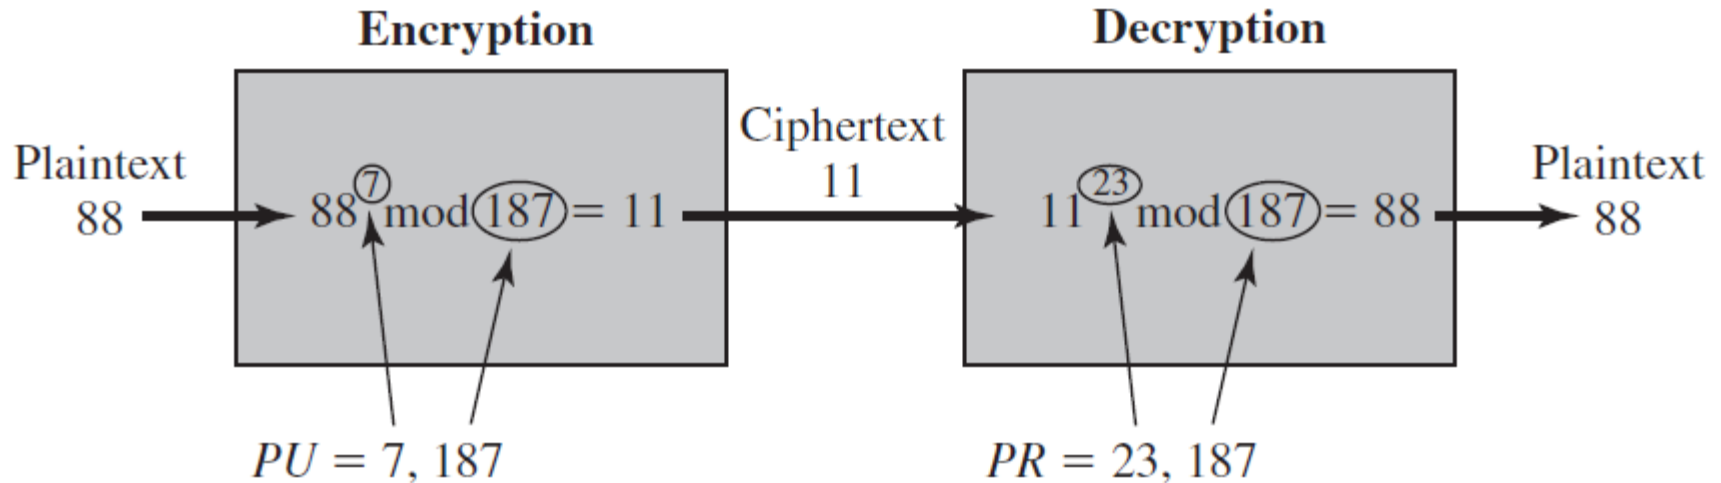 Encryption
Decryption
Plaintext
88
88^7 mod 187 = 11
Ciphertext
11
11^23 mod 187 = 88
Plaintext
88
PU = 7, 187
PR = 23, 187